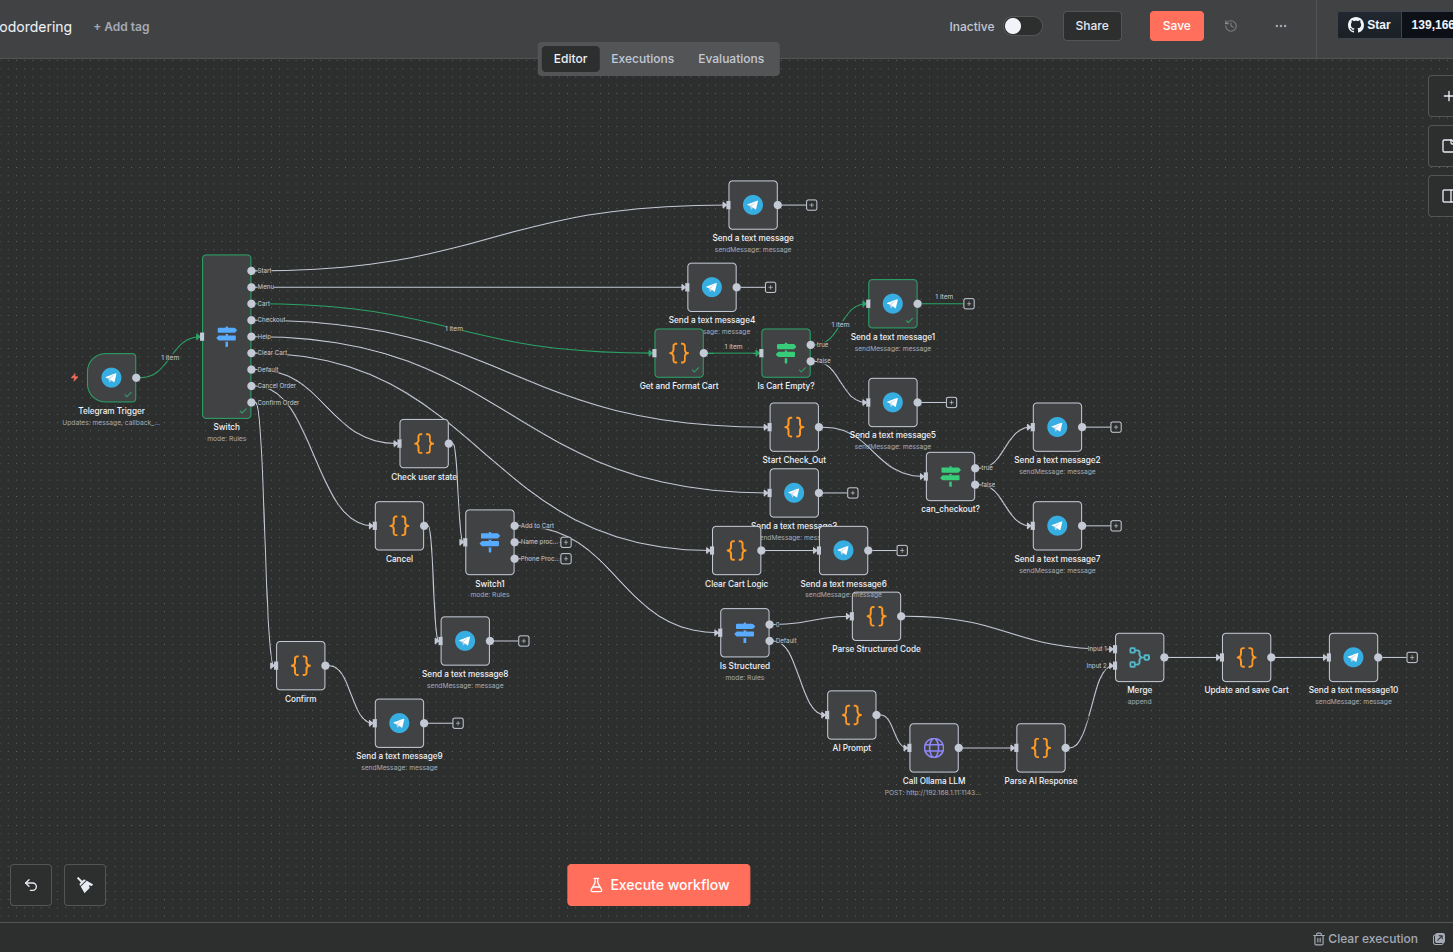 odordering
+ Add tag
Inactive
Share
Save
...
Star
139,166
Editor
Executions
Evaluations
Send a text message
sendMessage: message
Start
Menu
Cart
Checkout
Help
Clear Cart
Default
Cancel Order
Confirm Order
Send a text message4
sage: message
1 item
Send a text message1
sendMessage: message
1 item
1 item
1 item
1 item
true
false
Get and Format Cart
Is Cart Empty?
Telegram Trigger
Updates: message, callback_...
Switch
mode: Rules
Send a text message5
sendMessage: message
Start Check_Out
Check user state
true
false
can_checkout?
Send a text message2
sendMessage: message
Send a text message3
endMessage: mess
Send a text message7
sendMessage: message
Cancel
Add to Cart
Name proc...
Phone Proc...
Switch1
mode: Rules
Clear Cart Logic
Send a text message6
sendMessage: message
0
Default
Is Structured
mode: Rules
Parse Structured Code
Input 1
Input 2
Merge
append
Update and save Cart
Send a text message10
sendMessage: message
Send a text message8
sendMessage: message
Confirm
Send a text message9
sendMessage: message
AI Prompt
Call Ollama LLM
POST: http://192.168.1.11:1143...
Parse AI Response
Execute workflow
Clear execution